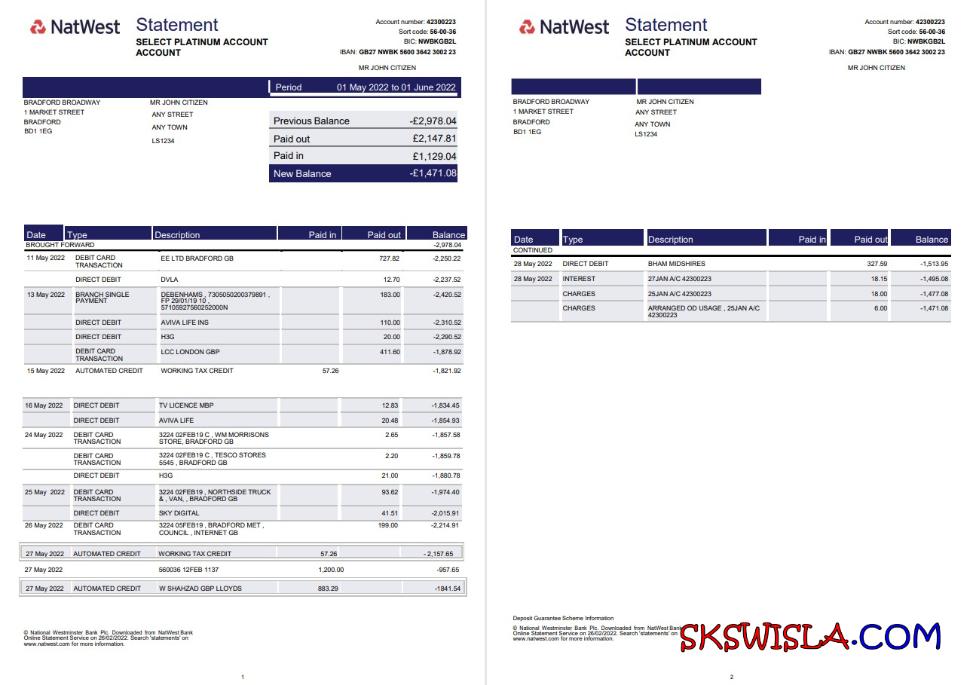 NatWest
Statement
SELECT PLATINUM ACCOUNT
ACCOUNT
Account number: 42300223
Sort code: 56-00-36
BIC: NWBKGB2L
IBAN: GB27 NWBK 5600 3642 3002 23
MR JOHN CITIZEN
Period 01 May 2022 to 01 June 2022
BRADFORD BROADWAY
1 MARKET STREET
BRADFORD
BD1 1EG
MR JOHN CITIZEN
ANY STREET
ANY TOWN
LS1234
Previous Balance -£2,978.04
Paid out £2,147.81
Paid in £1,129.04
New Balance -£1,471.08
Date Type Description Paid in Paid out Balance
BROUGHT FORWARD -2,978.04
11 May 2022 DEBIT CARD TRANSACTION EE LTD BRADFORD GB 727.82 -2,250.22
DIRECT DEBIT DVLA 12.70 -2,237.52
13 May 2022 BRANCH SINGLE PAYMENT DEBENHAMS , 7305050200379891 ,
FP 29/01/19 10 ,
57105927560252000N 183.00 -2,420.52
DIRECT DEBIT AVIVA LIFE INS 110.00 -2,310.52
DIRECT DEBIT H3G 20.00 -2,290.52
DEBIT CARD TRANSACTION LCC LONDON GBP 411.60 -1,878.92
15 May 2022 AUTOMATED CREDIT WORKING TAX CREDIT 57.26 -1,821.92
16 May 2022 DIRECT DEBIT TV LICENCE MBP 12.83 -1,834.45
DIRECT DEBIT AVIVA LIFE 20.48 -1,854.93
24 May 2022 DEBIT CARD TRANSACTION 3224 02FEB19 C , WM MORRISONS
STORE, BRADFORD GB 2.65 -1,857.58
DEBIT CARD TRANSACTION 3224 02FEB19 C , TESCO STORES
5545 , BRADFORD GB 2.20 -1,859.78
DIRECT DEBIT H3G 21.00 -1,880.78
25 May 2022 DEBIT CARD TRANSACTION 3224 02FEB19 , NORTHSIDE TRUCK
& , VAN, , BRADFORD GB 93.62 -1,974.40
DIRECT DEBIT SKY DIGITAL 41.51 -2,015.91
26 May 2022 DEBIT CARD TRANSACTION 3224 05FEB19 , BRADFORD MET ,
COUNCIL , INTERNET GB 199.00 -2,214.91
27 May 2022 AUTOMATED CREDIT WORKING TAX CREDIT 57.26 -2,157.65
27 May 2022 560036 12FEB 1137 1,200.00 -957.65
27 May 2022 AUTOMATED CREDIT W SHAHZAD GBP LLOYDS 883.29 -1841.54
© National Westminster Bank Plc. Downloaded from NatWest Bank
Online Statement Service on 26/02/2022. Search 'statements' on
www.natwest.com for more information.
1
NatWest
Statement
SELECT PLATINUM ACCOUNT
ACCOUNT
Account number: 42300223
Sort code: 56-00-36
BIC: NWBKGB2L
IBAN: GB27 NWBK 5600 3642 3002 23
MR JOHN CITIZEN
BRADFORD BROADWAY
1 MARKET STREET
BRADFORD
BD1 1EG
MR JOHN CITIZEN
ANY STREET
ANY TOWN
LS1234
Date Type Description Paid in Paid out Balance
CONTINUED
28 May 2022 DIRECT DEBIT BHAM MIDSHIRES 327.59 -1,513.95
28 May 2022 INTEREST 27JAN A/C 42300223 18.15 -1,495.08
CHARGES 25JAN A/C 42300223 18.00 -1,477.08
CHARGES ARRANGED OD USAGE , 25JAN A/C
42300223 6.00 -1,471.08
Deposit Guarantee Scheme Information
© National Westminster Bank Plc. Downloaded from NatWest Bank
Online Statement Service on 26/02/2022. Search 'statements' on
www.natwest.com for more information.
SKSWISLA.COM
2